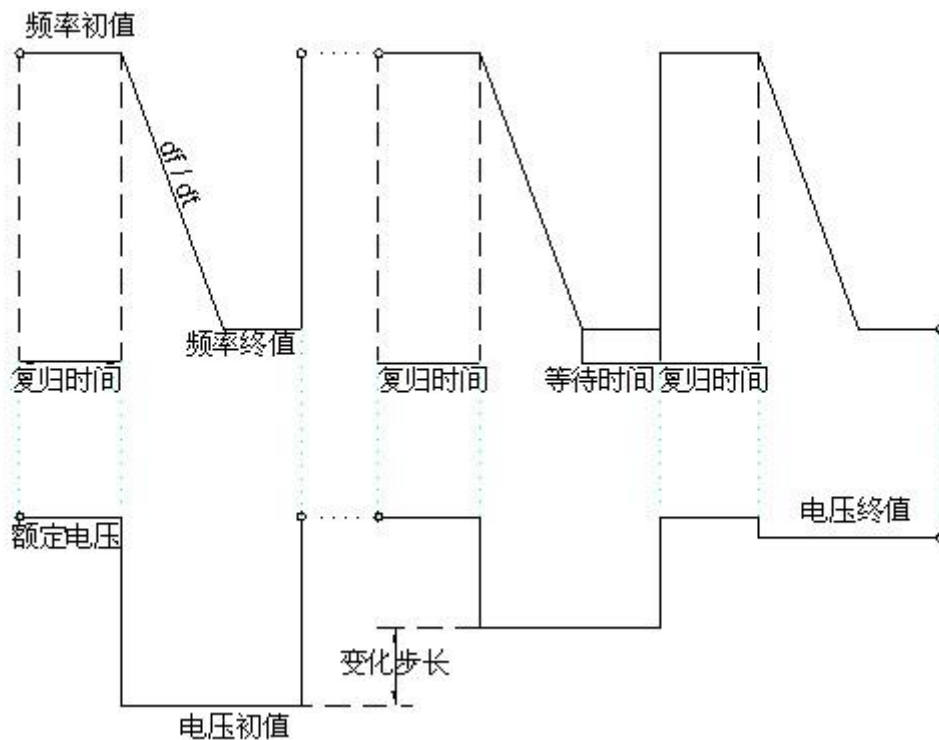 频率初值
df / dt
频率终值
复归时间
复归时间
等待时间
复归时间
额定电压
电压终值
变化步长
电压初值